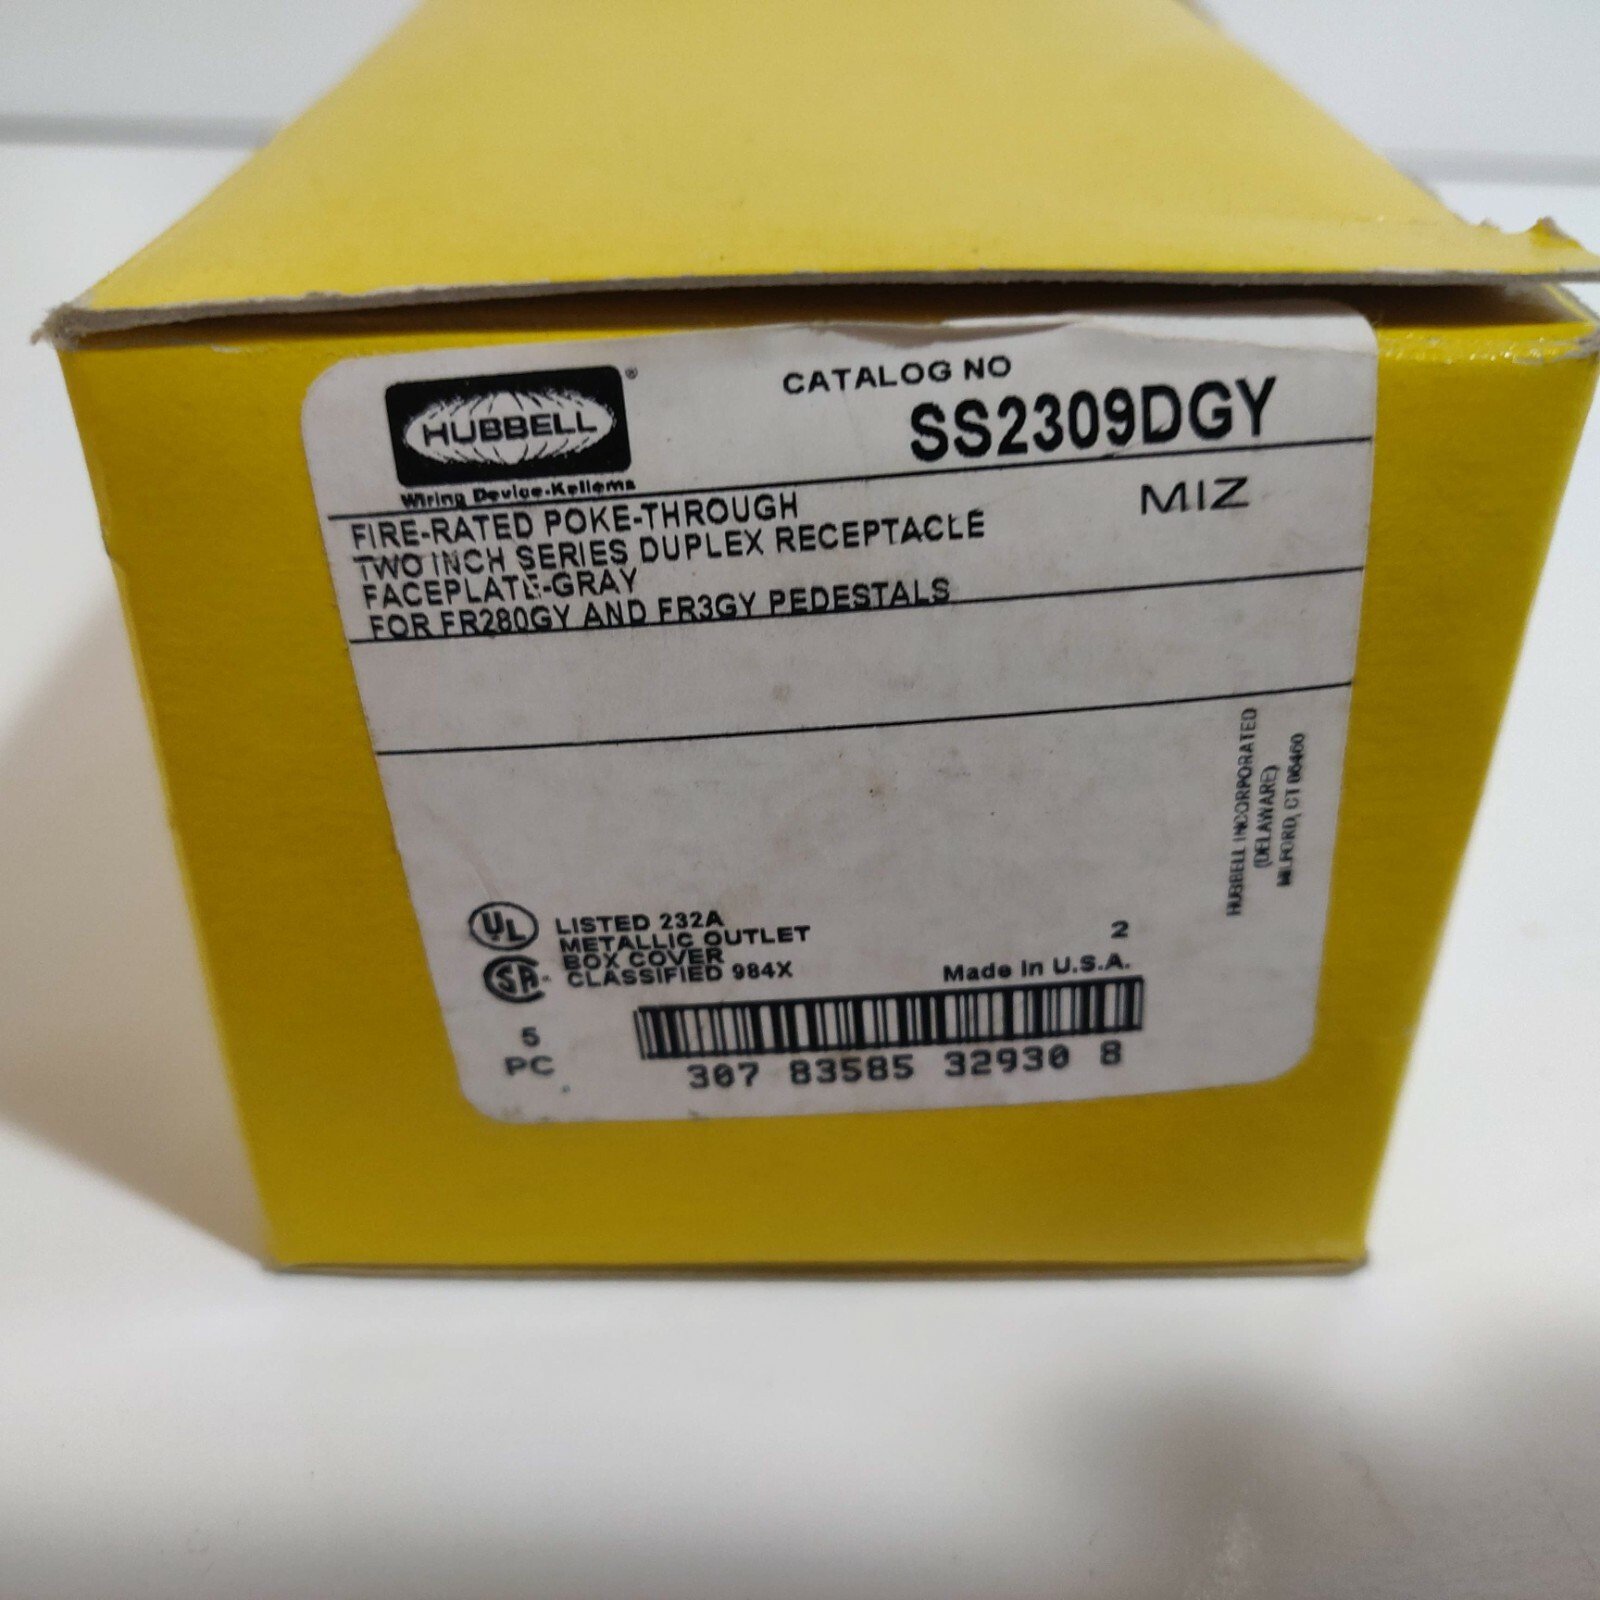 HUBBELL®
Wiring Device-Kellems
CATALOG NO
SS2309DGY
MIZ
FIRE-RATED POKE-THROUGH
TWO INCH SERIES DUPLEX RECEPTACLE
FACEPLATE-GRAY
FOR FR280GY AND FR3GY PEDESTALS
HUBBELL INCORPORATED
(DELAWARE)
MILFORD, CT 06460
UL
SA
LISTED 232A
METALLIC OUTLET
BOX COVER
CLASSIFIED 984X
2
Made in U.S.A.
5
PC
307 83585 32930 8